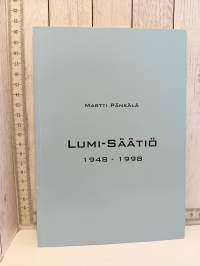 Martti Pänkälä
Lumi-Säätiö
1948 - 1998